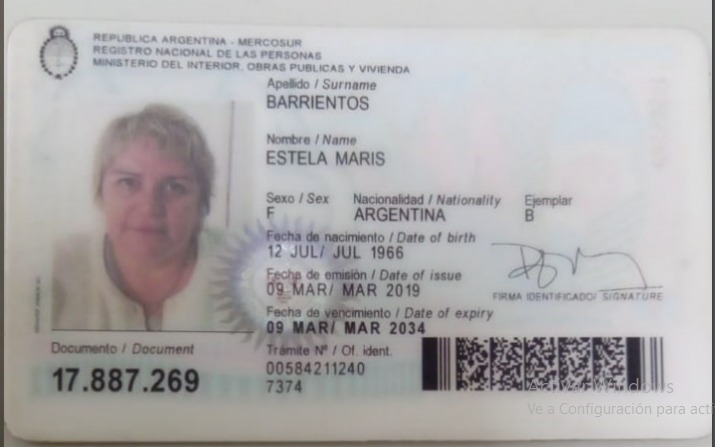 REPUBLICA ARGENTINA - MERCOSUR
REGISTRO NACIONAL DE LAS PERSONAS
MINISTERIO DEL INTERIOR, OBRAS PUBLICAS Y VIVIENDA
Apellido / Surname
BARRIENTOS
Nombre / Name
ESTELA MARIS
Sexo / Sex Nacionalidad / Nationality Ejemplar
F ARGENTINA B
Fecha de nacimiento / Date of birth
12 JUL/ JUL 1966
Fecha de emisión / Date of issue
09 MAR/ MAR 2019
FIRMA IDENTIFICADO/ SIGNATURE
Fecha de vencimiento / Date of expiry
09 MAR/ MAR 2034
Documento / Document
17.887.269
Trámite Nº / Of. ident.
00584211240
7374
Activar Windows
Ve a Configuración para acti